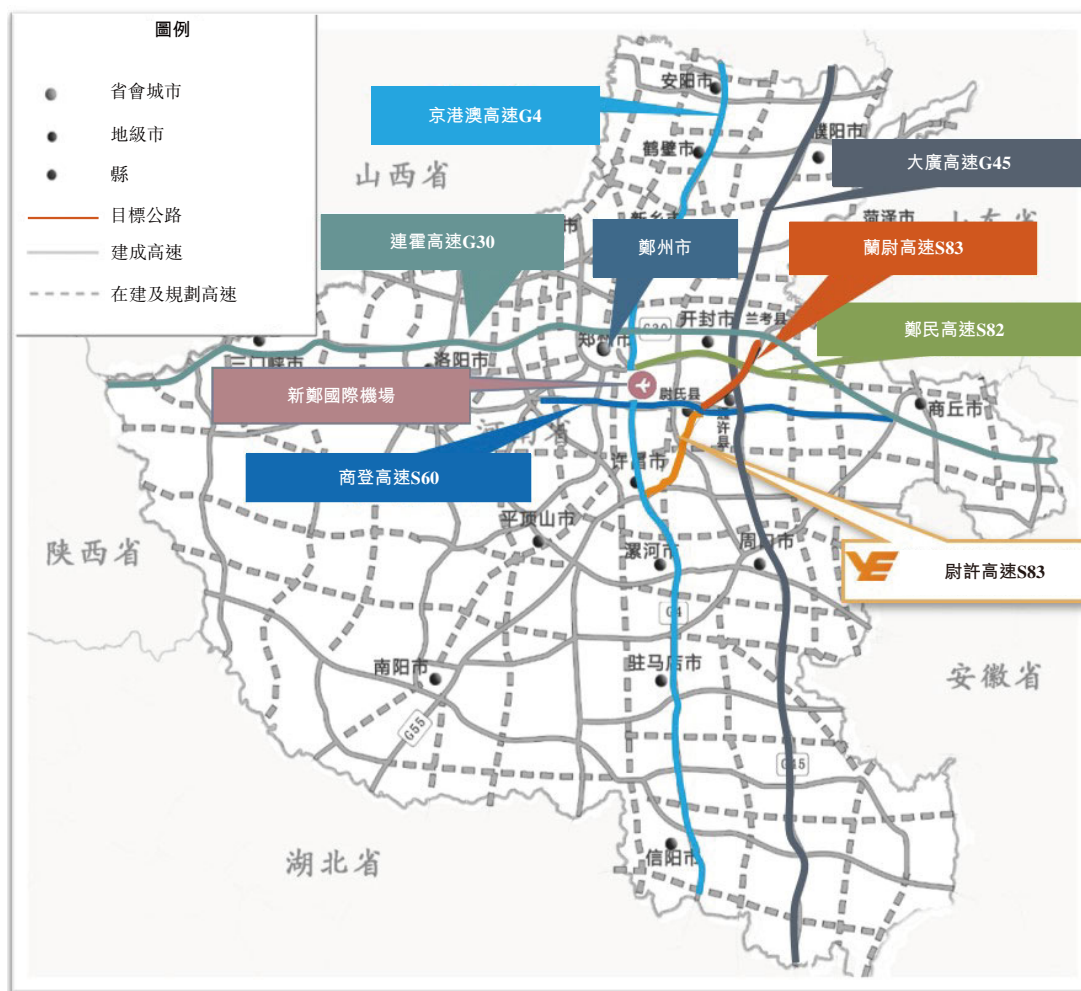 圖例
省會城市
地級市
縣
目標公路
建成高速
在建及規劃高速
安阳市
京港澳高速G4
濮阳市
鹤壁市
大廣高速G45
山西省
菏泽市
山东省
新乡市
連霍高速G30
鄭州市
蘭尉高速S83
G30
开封市
兰考县
鄭民高速S82
郑州市
三门峡市
洛阳市
新鄭國際機場
尉氏县
通许县
商丘市
河南省
商登高速S60
许昌市
平顶山市
陕西省
漯河市
周口市
YE
尉許高速S83
G4
南阳市
驻马店市
安徽省
G55
G45
湖北省
信阳市